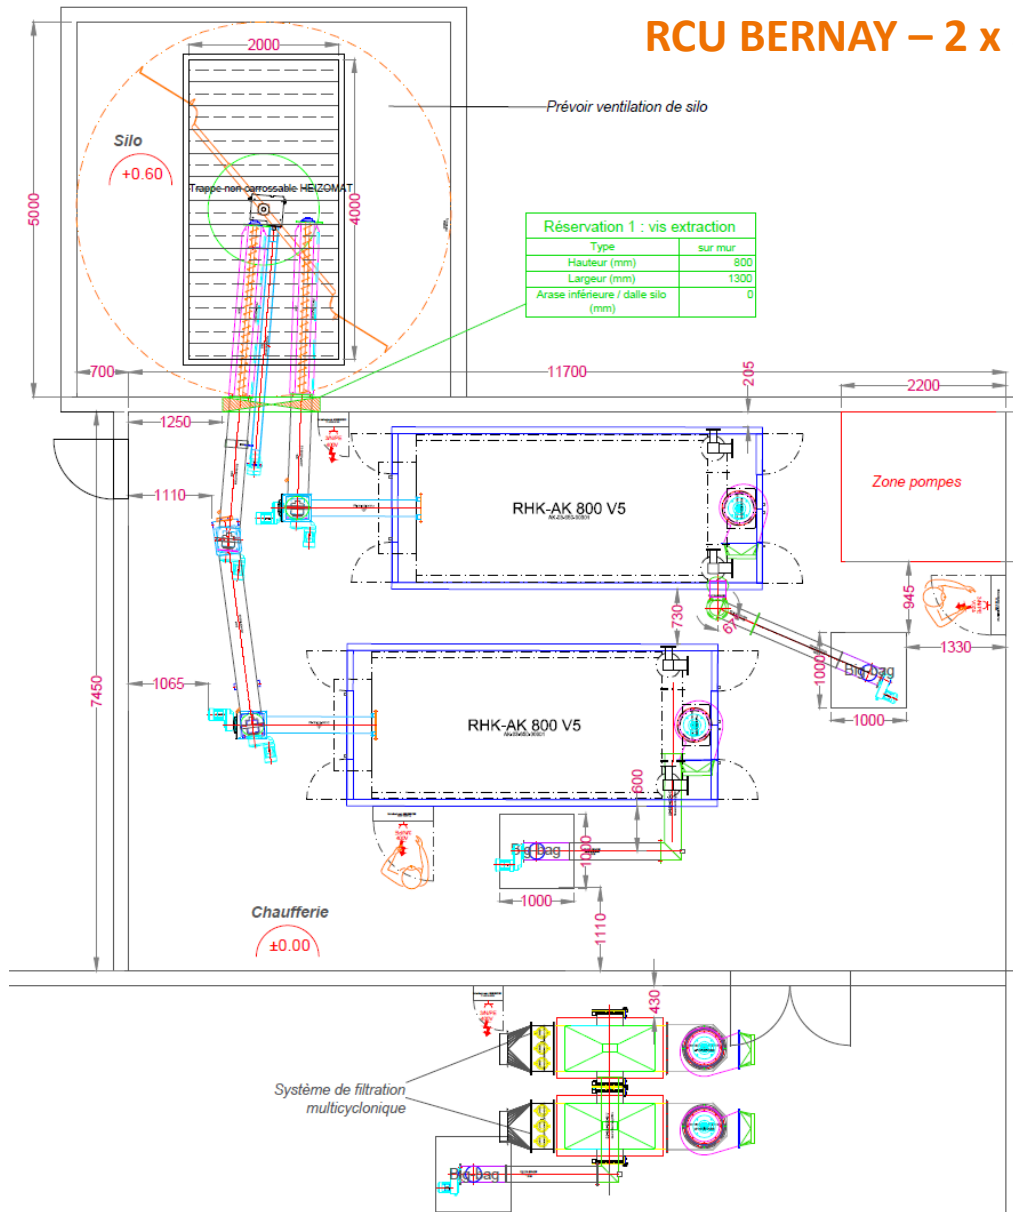 RCU BERNAY – 2 x
2000
Prévoir ventilation de silo
Silo
+0.60
Trappe non carrossable HEIZOMAT
5000
4000
Réservation 1 : vis extraction
Type sur mur
Hauteur (mm) 800
Largeur (mm) 1300
Arase inférieure / dalle silo (mm) 0
700
11700
205
2200
1250
1110
RHK-AK 800 V5
Zone pompes
945
730
67
1330
1000
Big-bag
1000
1065
7450
RHK-AK 800 V5
600
Big-bag
1000
1000
1110
Chaufferie
±0.00
430
Système de filtration
multicyclonique
Big-bag